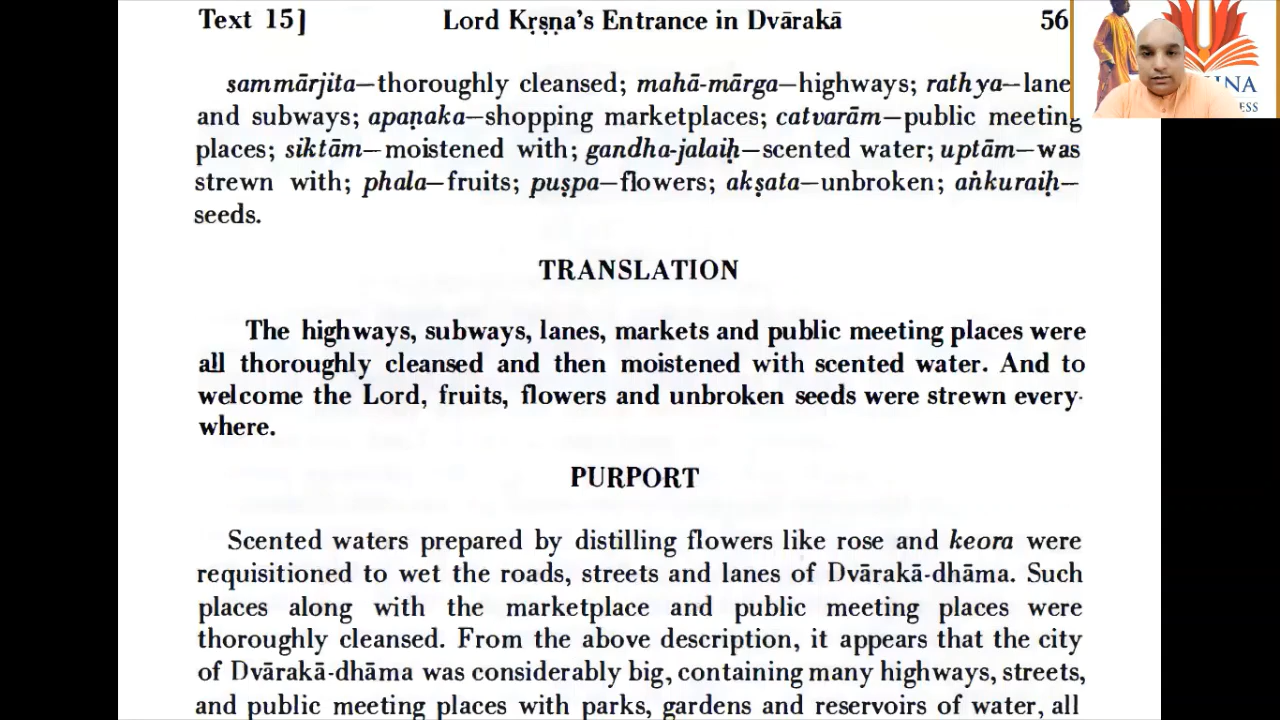 Text 15] Lord Kṛṣṇa's Entrance in Dvārakā 56
sammārjita—thoroughly cleansed; mahā-mārga—highways; rathya—lane
and subways; apaṇaka—shopping marketplaces; catvarām—public meeting
places; siktām—moistened with; gandha-jalaiḥ—scented water; uptām—was
strewn with; phala—fruits; puṣpa—flowers; akṣata—unbroken; aṅkuraiḥ—
seeds.
TRANSLATION
The highways, subways, lanes, markets and public meeting places were
all thoroughly cleansed and then moistened with scented water. And to
welcome the Lord, fruits, flowers and unbroken seeds were strewn every-
where.
PURPORT
Scented waters prepared by distilling flowers like rose and keora were
requisitioned to wet the roads, streets and lanes of Dvārakā-dhāma. Such
places along with the marketplace and public meeting places were
thoroughly cleansed. From the above description, it appears that the city
of Dvārakā-dhāma was considerably big, containing many highways, streets,
and public meeting places with parks, gardens and reservoirs of water, all